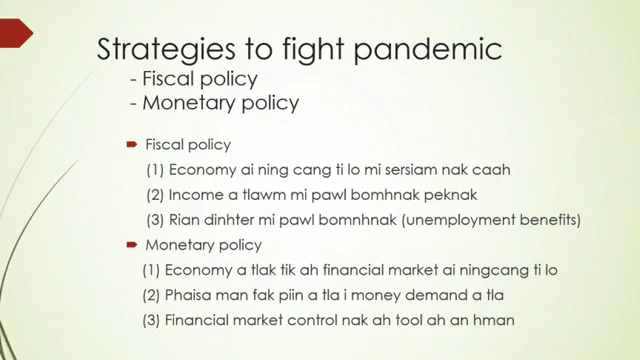 Strategies to fight pandemic
- Fiscal policy
- Monetary policy
Fiscal policy
(1) Economy ai ning cang ti lo mi sersiam nak caah
(2) Income a tlawm mi pawl bomhnak peknak
(3) Rian dinhter mi pawl bomnhnak (unemployment benefits)
Monetary policy
(1) Economy a tlak tik ah financial market ai ningcang ti lo
(2) Phaisa man fak piin a tla i money demand a tla
(3) Financial market control nak ah tool ah an hman